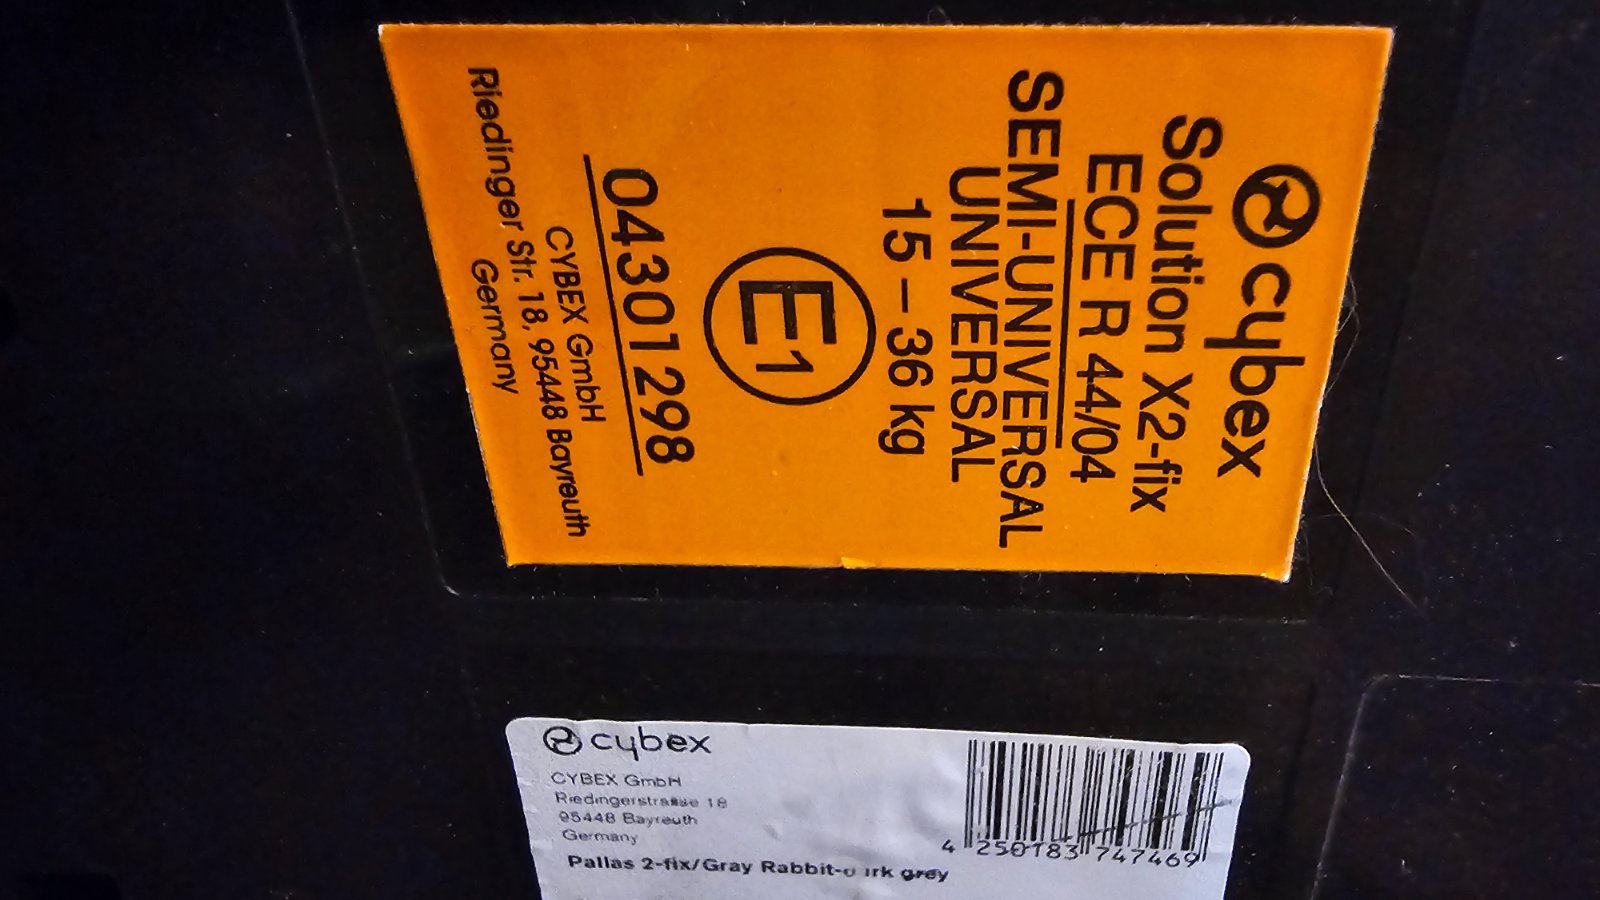 cybex
Solution X2-fix
ECE R 44/04
SEMI-UNIVERSAL
UNIVERSAL
15 – 36 kg
E1
04301298
CYBEX GmbH
Riedinger Str. 18, 95448 Bayreuth
Germany
cybex
CYBEX GmbH
Riedingerstrasse 18
95448 Bayreuth
Germany
Pallas 2-fix/Gray Rabbit- grey
4 250183 747469